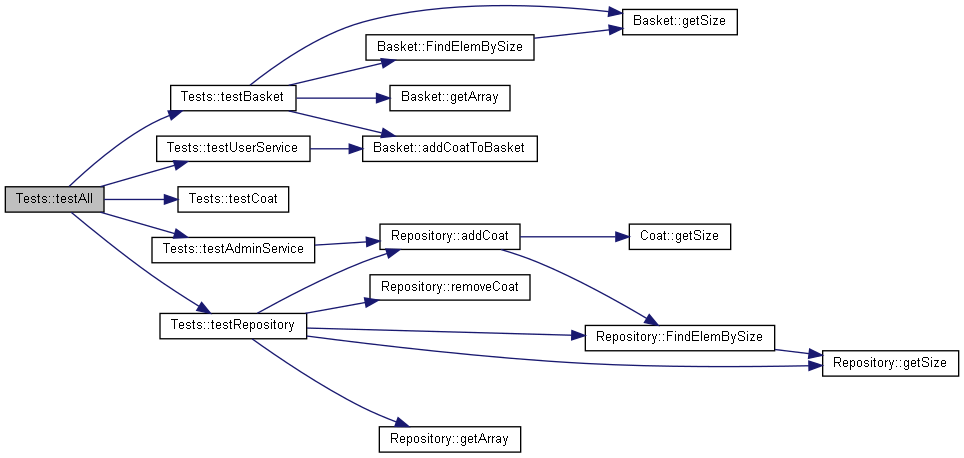 Basket::getSize
Basket::FindElemBySize
Tests::testBasket
Basket::getArray
Tests::testUserService
Basket::addCoatToBasket
Tests::testAll
Tests::testCoat
Repository::addCoat
Coat::getSize
Tests::testAdminService
Repository::removeCoat
Tests::testRepository
Repository::FindElemBySize
Repository::getSize
Repository::getArray